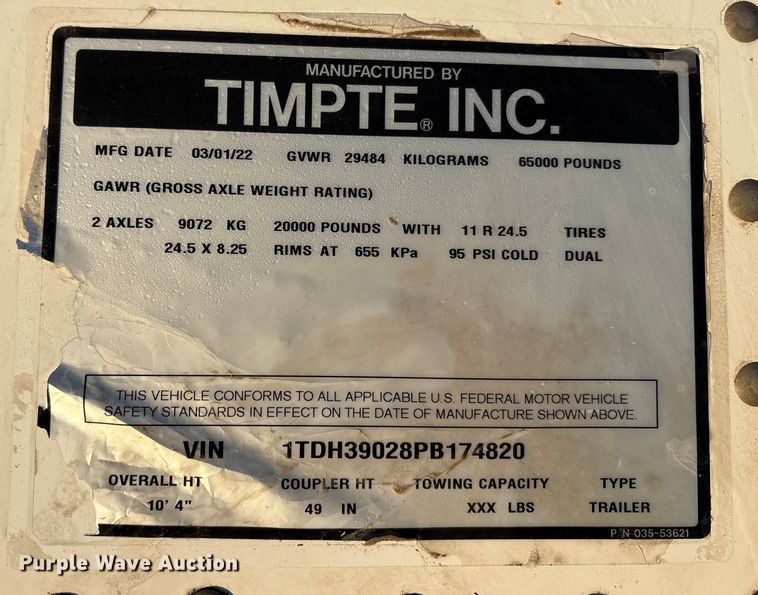 MANUFACTURED BY
TIMPTE® INC.
MFG DATE 03/01/22 GVWR 29484 KILOGRAMS 65000 POUNDS
GAWR (GROSS AXLE WEIGHT RATING)
2 AXLES 9072 KG 20000 POUNDS WITH 11 R 24.5 TIRES
24.5 X 8.25 RIMS AT 655 KPa 95 PSI COLD DUAL
THIS VEHICLE CONFORMS TO ALL APPLICABLE U.S. FEDERAL MOTOR VEHICLE
SAFETY STANDARDS IN EFFECT ON THE DATE OF MANUFACTURE SHOWN ABOVE.
VIN 1TDH39028PB174820
OVERALL HT COUPLER HT TOWING CAPACITY TYPE
10' 4" 49 IN XXX LBS TRAILER
P/N 035-53621
Purple Wave Auction